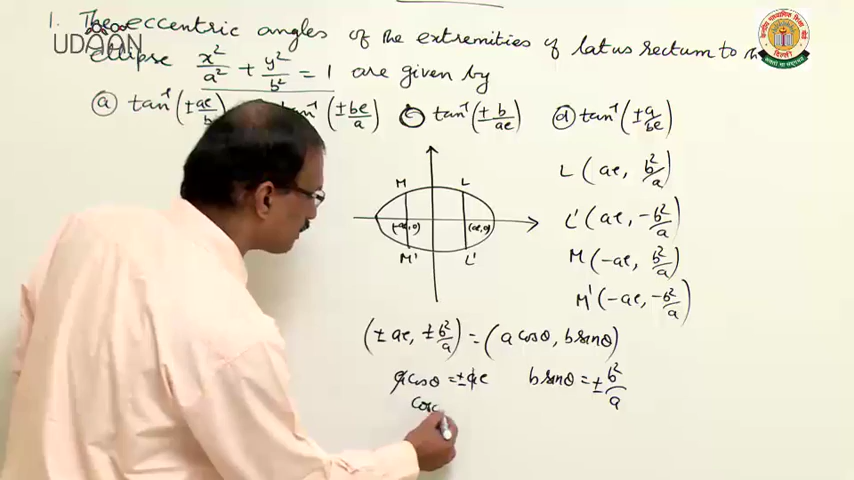 1. The eccentric angles of the extremities of latus rectum to the
UDAAN
ellipse x²/a² + y²/b² = 1 are given by
(a) tan⁻¹(± ae/b) tan⁻¹(± be/a) (c) tan⁻¹(± b/ae) (d) tan⁻¹(± a/be)
M L
(-ae,0) (ae,0)
M' L'
L (ae, b²/a)
L' (ae, -b²/a)
M (-ae, b²/a)
M' (-ae, -b²/a)
(± ae, ± b²/a) = (a cosθ, b sinθ)
a cosθ = ± ae b sinθ = ± b²/a
cos